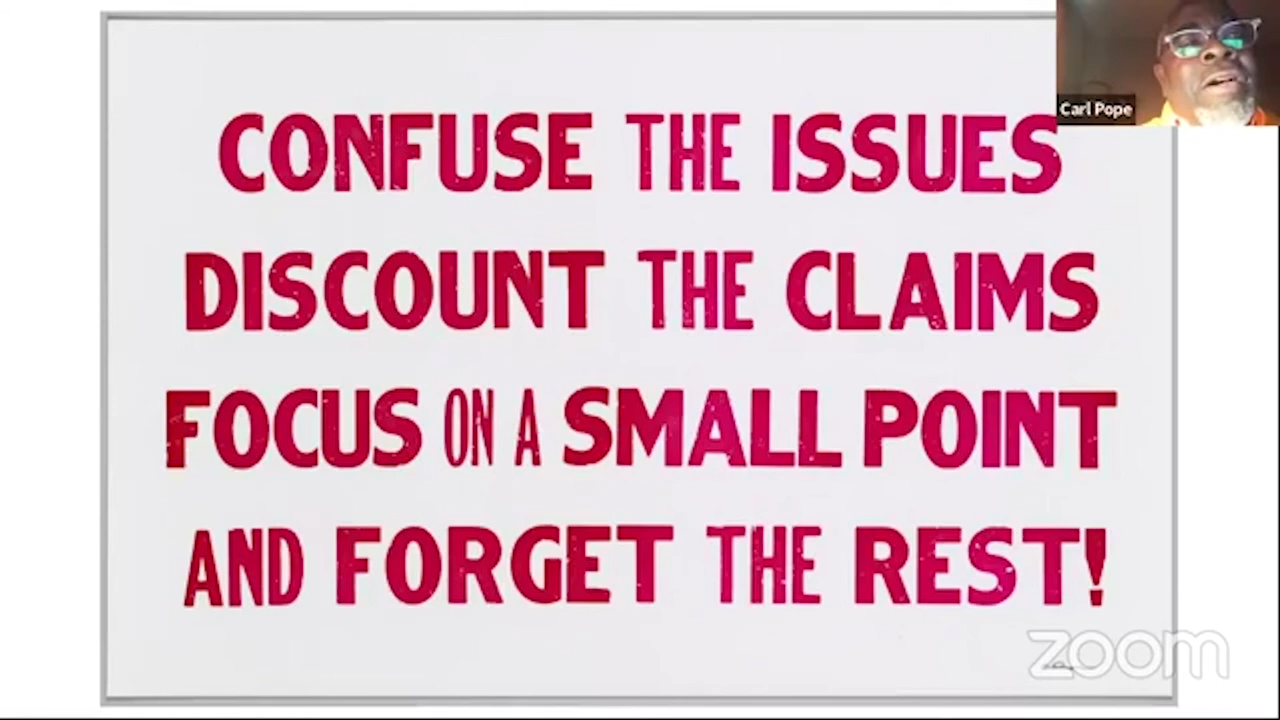 CONFUSE THE ISSUES
DISCOUNT THE CLAIMS
FOCUS ON A SMALL POINT
AND FORGET THE REST!
Carl Pope
zoom